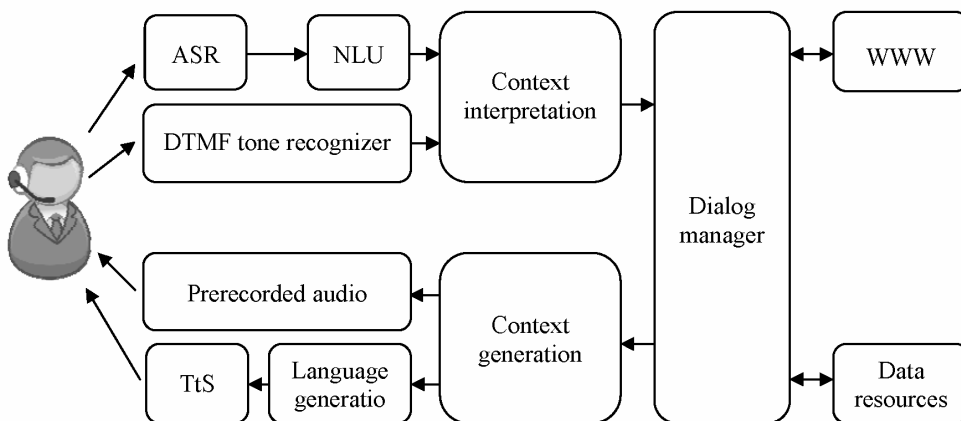 ASR
NLU
Context
interpretation
DTMF tone recognizer
Dialog
manager
WWW
Prerecorded audio
Context
generation
TtS
Language
generatio
Data
resources